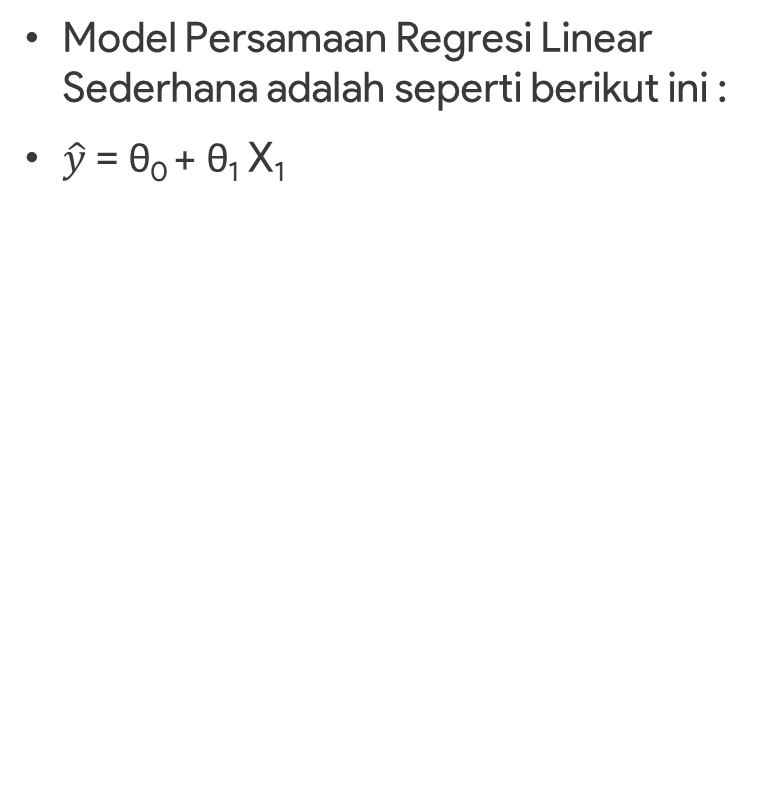 • Model Persamaan Regresi Linear
Sederhana adalah seperti berikut ini :
• ŷ = θ₀ + θ₁ X₁